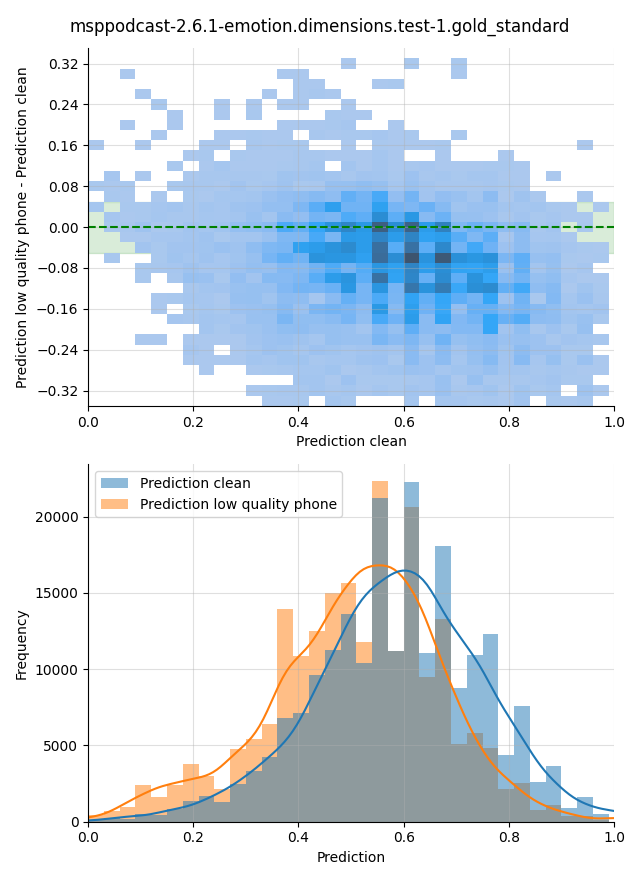 msppodcast-2.6.1-emotion.dimensions.test-1.gold_standard
Prediction low quality phone - Prediction clean
0.32
0.24
0.16
0.08
0.00
−0.08
−0.16
−0.24
−0.32
0.0 0.2 0.4 0.6 0.8 1.0
Prediction clean
Prediction clean
Prediction low quality phone
Frequency
20000
15000
10000
5000
0
0.0 0.2 0.4 0.6 0.8 1.0
Prediction